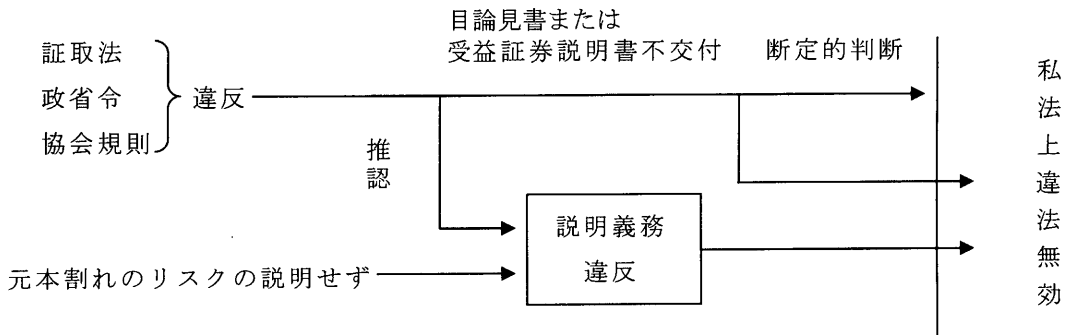 目論見書または
受益証券説明書不交付
断定的判断
証取法
政省令
協会規則
違反
推認
説明義務
違反
元本割れのリスクの説明せず
私法上違法無効